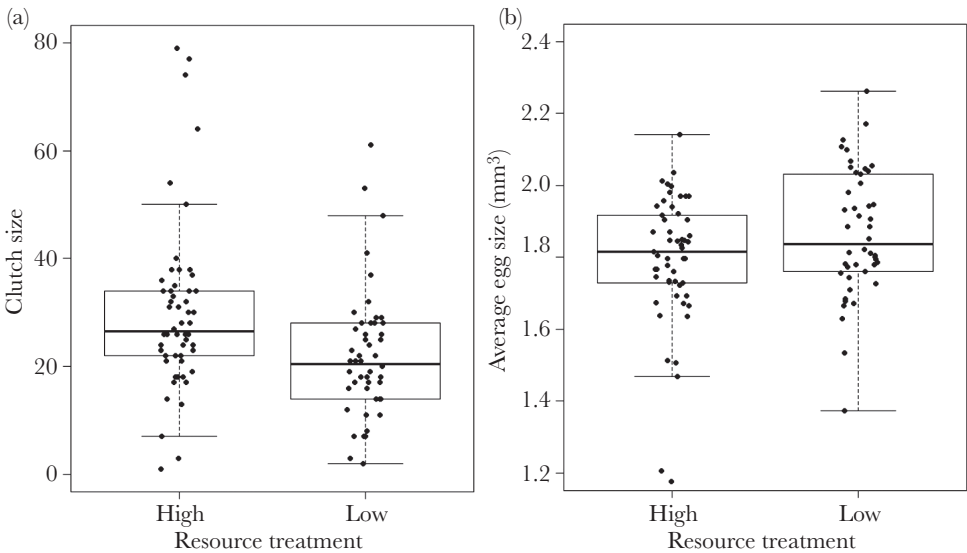 (a)
Clutch size
80
60
40
20
0
High Low
Resource treatment
(b)
Average egg size (mm³)
2.4
2.2
2.0
1.8
1.6
1.4
1.2
High Low
Resource treatment